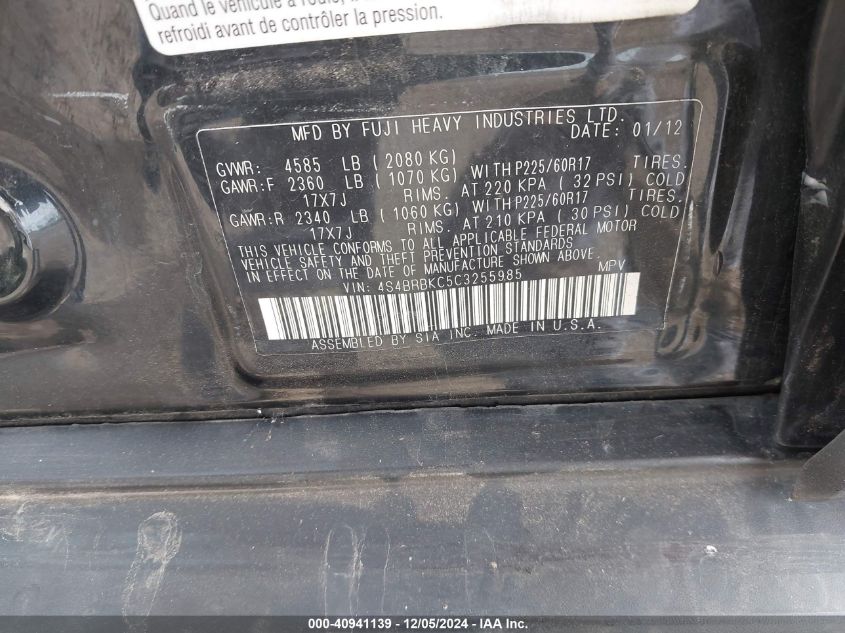 Quand le véhicule a roulé,
refroidi avant de contrôler la pression.
MFD BY FUJI HEAVY INDUSTRIES LTD.
DATE: 01/12
GVWR: 4585 LB (2080 KG)
GAWR:F 2360 LB (1070 KG) WITH P225/60R17 TIRES.
17X7J RIMS. AT 220 KPA (32 PSI) COLD
GAWR:R 2340 LB (1060 KG) WITH P225/60R17 TIRES.
17X7J RIMS. AT 210 KPA (30 PSI) COLD
THIS VEHICLE CONFORMS TO ALL APPLICABLE FEDERAL MOTOR
VEHICLE SAFETY AND THEFT PREVENTION STANDARDS
IN EFFECT ON THE DATE OF MANUFACTURE SHOWN ABOVE.
VIN: 4S4BRBKC5C3255985 MPV
ASSEMBLED BY SIA INC. MADE IN U.S.A.
000-40941139 - 12/05/2024 - IAA Inc.